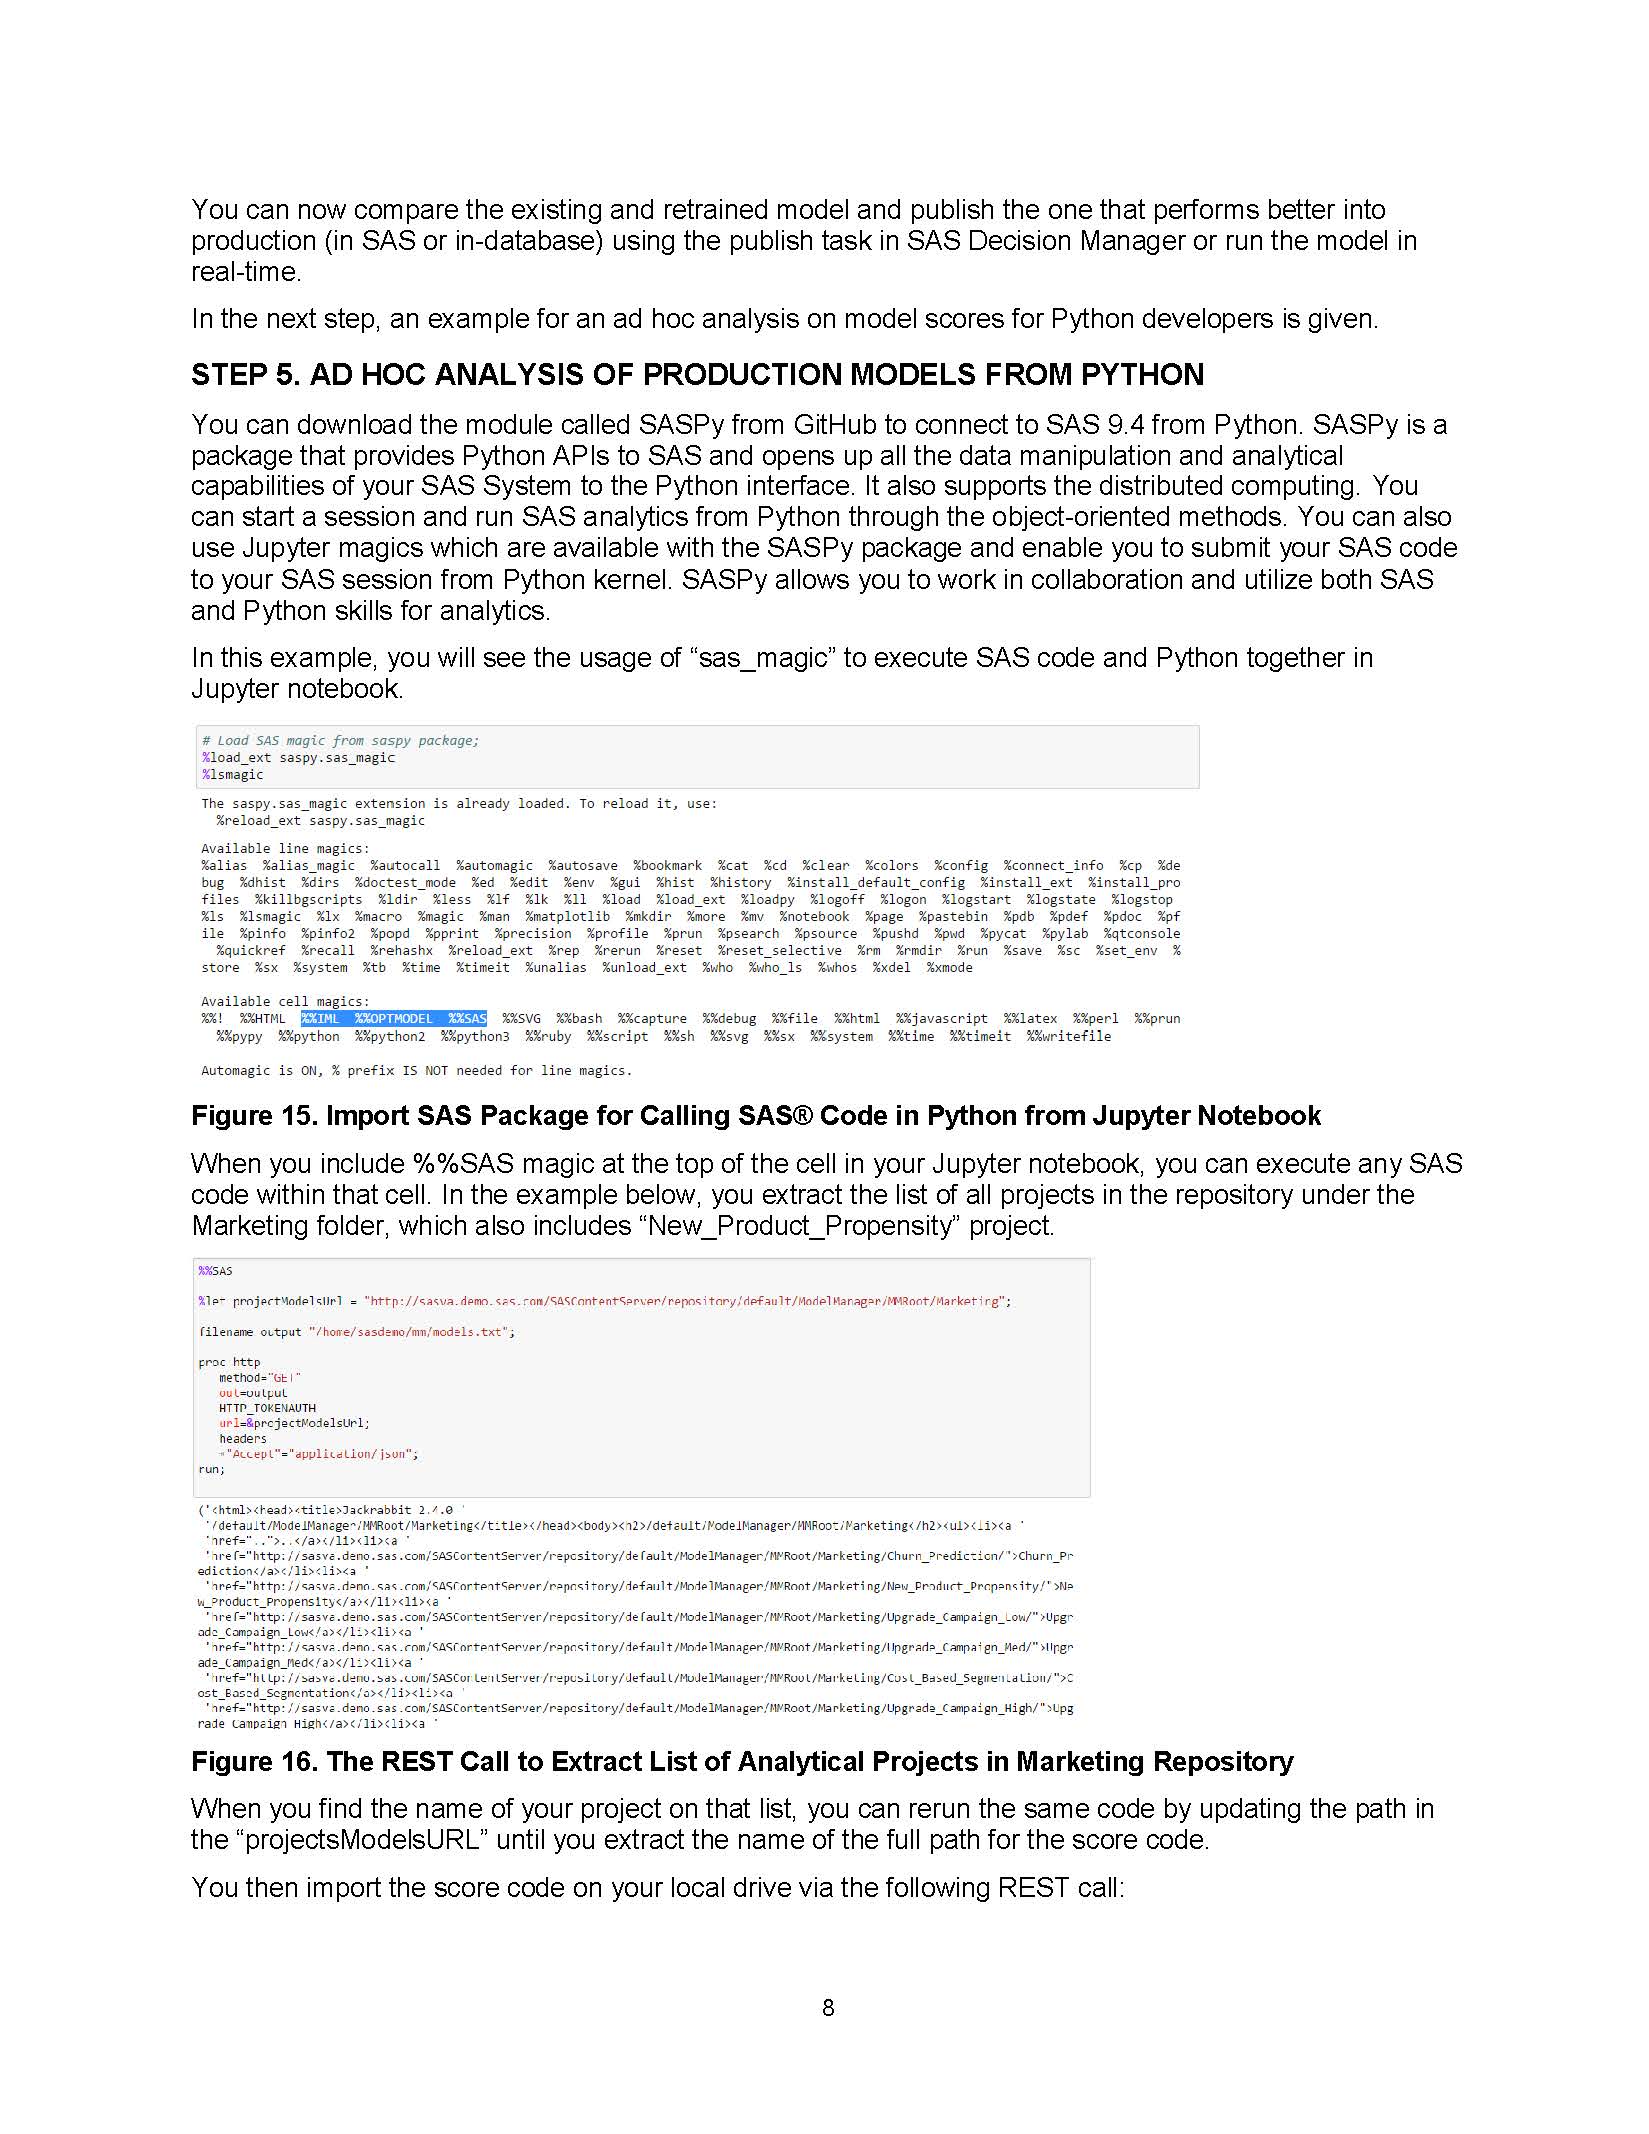 You can now compare the existing and retrained model and publish the one that performs better into
production (in SAS or in-database) using the publish task in SAS Decision Manager or run the model in
real-time.
In the next step, an example for an ad hoc analysis on model scores for Python developers is given.
STEP 5. AD HOC ANALYSIS OF PRODUCTION MODELS FROM PYTHON
You can download the module called SASPy from GitHub to connect to SAS 9.4 from Python. SASPy is a
package that provides Python APIs to SAS and opens up all the data manipulation and analytical
capabilities of your SAS System to the Python interface. It also supports the distributed computing. You
can start a session and run SAS analytics from Python through the object-oriented methods. You can also
use Jupyter magics which are available with the SASPy package and enable you to submit your SAS code
to your SAS session from Python kernel. SASPy allows you to work in collaboration and utilize both SAS
and Python skills for analytics.
In this example, you will see the usage of “sas_magic” to execute SAS code and Python together in
Jupyter notebook.
# Load SAS magic from saspy package;
%load_ext saspy.sas_magic
%lsmagic
The saspy.sas_magic extension is already loaded. To reload it, use:
%reload_ext saspy.sas_magic
Available line magics:
%alias %alias_magic %autocall %automagic %autosave %bookmark %cat %cd %clear %colors %config %connect_info %cp %de
bug %dhist %dirs %doctest_mode %ed %edit %env %gui %hist %history %install_default_config %install_ext %install_pro
files %killbgscripts %ldir %less %lf %lk %ll %load %load_ext %loadpy %logoff %logon %logstart %logstate %logstop
%ls %lsmagic %lx %macro %magic %man %matplotlib %mkdir %more %mv %notebook %page %pastebin %pdb %pdef %pdoc %pf
ile %pinfo %pinfo2 %popd %pprint %precision %profile %prun %psearch %psource %pushd %pwd %pycat %pylab %qtconsole
%quickref %recall %rehashx %reload_ext %rep %rerun %reset %reset_selective %rm %rmdir %run %save %sc %set_env %
store %sx %system %tb %time %timeit %unalias %unload_ext %who %who_ls %whos %xdel %xmode
Available cell magics:
%%! %%HTML %%IML %%OPTMODEL %%SAS %%SVG %%bash %%capture %%debug %%file %%html %%javascript %%latex %%perl %%prun
%%pypy %%python %%python2 %%python3 %%ruby %%script %%sh %%svg %%sx %%system %%time %%timeit %%writefile
Automagic is ON, % prefix IS NOT needed for line magics.
Figure 15. Import SAS Package for Calling SAS® Code in Python from Jupyter Notebook
When you include %%SAS magic at the top of the cell in your Jupyter notebook, you can execute any SAS
code within that cell. In the example below, you extract the list of all projects in the repository under the
Marketing folder, which also includes “New_Product_Propensity” project.
%%SAS
%let projectModelsUrl = "http://sasva.demo.sas.com/SASContentServer/repository/default/ModelManager/MMRoot/Marketing";
filename output "/home/sasdemo/mm/models.txt";
proc http
method="GET"
out=output
HTTP_TOKENAUTH
url=&projectModelsUrl;
headers
"Accept"="application/json";
run;
('<html><head><title>Jackrabbit 2.4.0 '
'/default/ModelManager/MMRoot/Marketing</title></head><body><h2>/default/ModelManager/MMRoot/Marketing</h2><ul><li><a '
'href="..">..</a></li><li><a '
'href="http://sasva.demo.sas.com/SASContentServer/repository/default/ModelManager/MMRoot/Marketing/Churn_Prediction/">Churn_Pr
ediction</a></li><li><a '
'href="http://sasva.demo.sas.com/SASContentServer/repository/default/ModelManager/MMRoot/Marketing/New_Product_Propensity/">Ne
w_Product_Propensity</a></li><li><a '
'href="http://sasva.demo.sas.com/SASContentServer/repository/default/ModelManager/MMRoot/Marketing/Upgrade_Campaign_Low/">Upgr
ade_Campaign_Low</a></li><li><a '
'href="http://sasva.demo.sas.com/SASContentServer/repository/default/ModelManager/MMRoot/Marketing/Upgrade_Campaign_Med/">Upgr
ade_Campaign_Med</a></li><li><a '
'href="http://sasva.demo.sas.com/SASContentServer/repository/default/ModelManager/MMRoot/Marketing/Cost_Based_Segmentation/">C
ost_Based_Segmentation</a></li><li><a '
'href="http://sasva.demo.sas.com/SASContentServer/repository/default/ModelManager/MMRoot/Marketing/Upgrade_Campaign_High/">Upg
rade Campaign High</a></li><li><a '
Figure 16. The REST Call to Extract List of Analytical Projects in Marketing Repository
When you find the name of your project on that list, you can rerun the same code by updating the path in
the “projectsModelsURL” until you extract the name of the full path for the score code.
You then import the score code on your local drive via the following REST call:
8